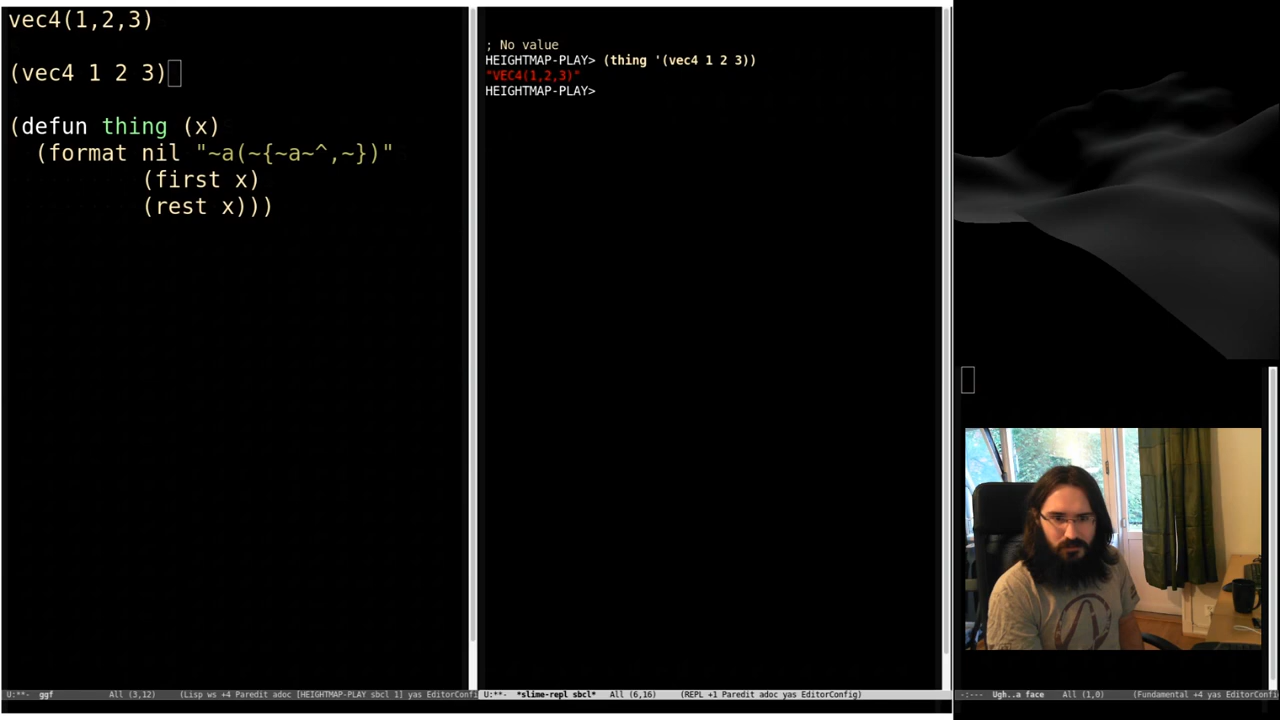 vec4(1,2,3)
(vec4 1 2 3)
(defun thing (x)
(format nil "~a(~{~a~^,~})"
(first x)
(rest x)))
; No value
HEIGHTMAP-PLAY> (thing '(vec4 1 2 3))
"VEC4(1,2,3)"
HEIGHTMAP-PLAY>
U:**- ggf All (3,12) (Lisp ws +4 Paredit adoc [HEIGHTMAP-PLAY sbcl 1] yas EditorConfi
U:**- *slime-repl sbcl* All (6,16) (REPL +1 Paredit adoc yas EditorConfig)
-:--- Ugh..a face All (1,0) (Fundamental +4 yas EditorConfi